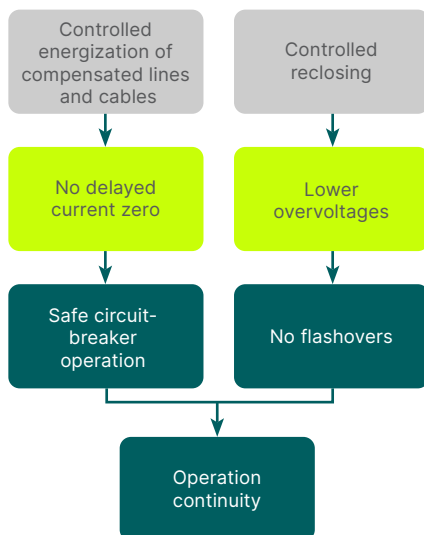 Controlled
energization of
compensated lines
and cables
Controlled
reclosing
No delayed
current zero
Lower
overvoltages
Safe circuit-
breaker
operation
No flashovers
Operation
continuity